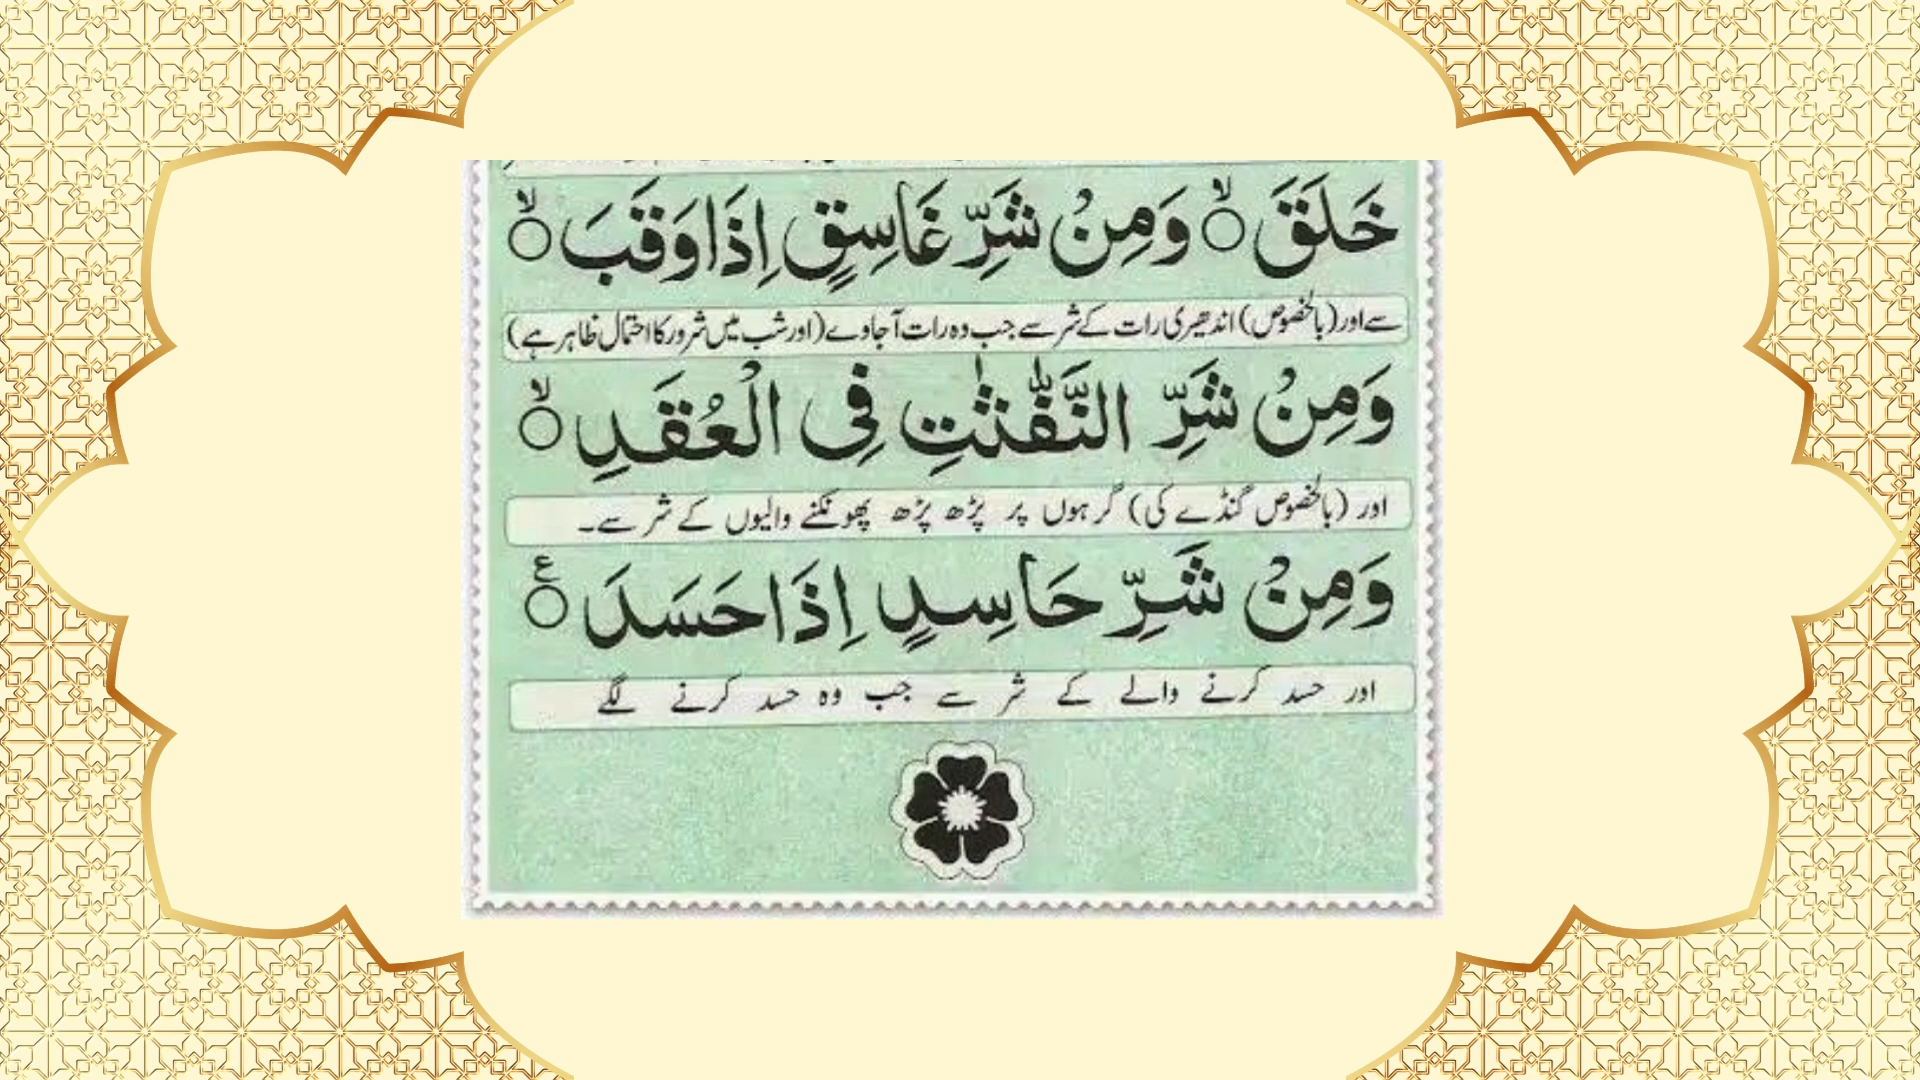 خَلَقَ ۙ وَمِنْ شَرِّ غَاسِقٍ اِذَا وَقَبَ ۙ
سے اور (بالخصوص) اندھیری رات کے شر سے جب وہ رات آجاوے (اور شب میں شرور کا احتمال ظاہر ہے)
وَمِنْ شَرِّ النَّفّٰثٰتِ فِی الْعُقَدِ ۙ
اور (بالخصوص گنڈے کی) گرہوں پر پڑھ پڑھ پھونکنے والیوں کے شر سے۔
وَمِنْ شَرِّ حَاسِدٍ اِذَا حَسَدَ ۟ ع
اور حسد کرنے والے کے شر سے جب وہ حسد کرنے لگے